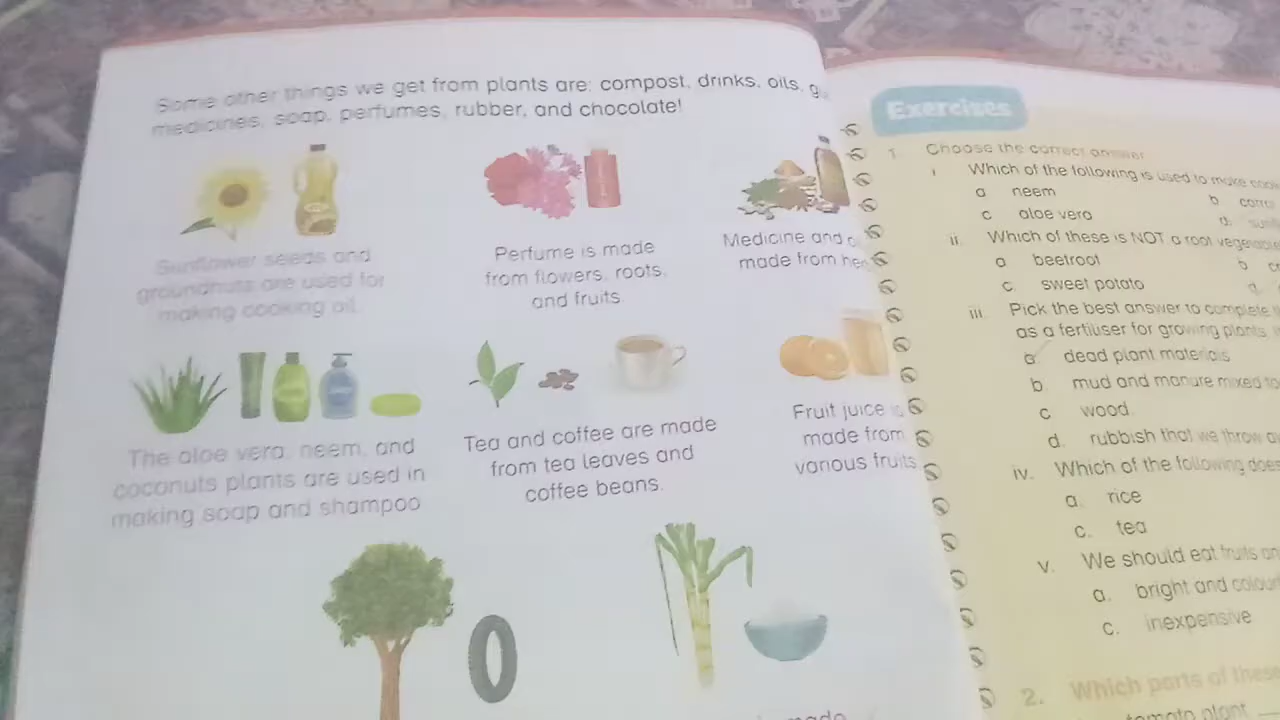 Some other things we get from plants are: compost, drinks, oils,
medicines, soap, perfumes, rubber, and chocolate!
Sunflower seeds and
groundnuts are used for
making cooking oil.
Perfume is made
from flowers, roots,
and fruits.
Medicine and
made from
The aloe vera, neem, and
coconuts plants are used in
making soap and shampoo
Tea and coffee are made
from tea leaves and
coffee beans.
Fruit juice is
made from
various fruits.
Exercises
1. Choose the correct answer
i. Which of the following is used to make
a neem
b
c aloe vera
d.
ii. Which of these is NOT a root
a beetroot
b
c. sweet potato
d.
iii. Pick the best answer to complete
as a fertiliser for growing plants.
a dead plant materials
b mud and manure mixed
c wood
d. rubbish that we throw
iv. Which of the following does
a. rice
c. tea
v. We should eat fruits
a. bright and
c. inexpensive
2. Which parts of these
tomato plant